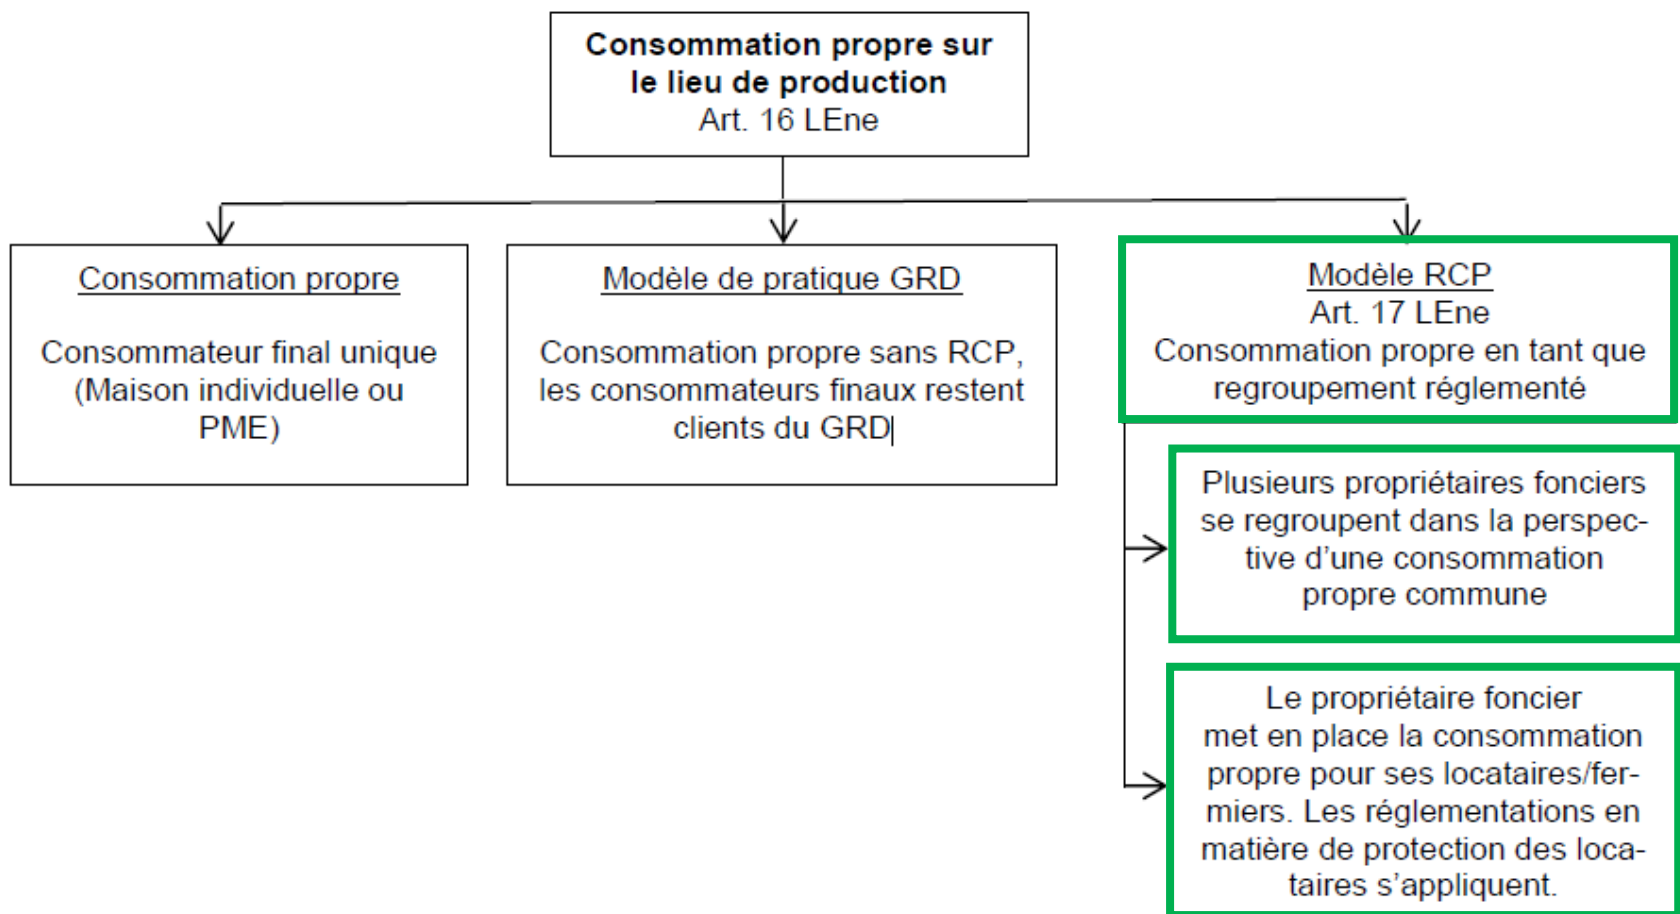 Consommation propre sur
le lieu de production
Art. 16 LEne
Consommation propre
Consommateur final unique
(Maison individuelle ou
PME)
Modèle de pratique GRD
Consommation propre sans RCP,
les consommateurs finaux restent
clients du GRD
Modèle RCP
Art. 17 LEne
Consommation propre en tant que
regroupement réglementé
Plusieurs propriétaires fonciers
se regroupent dans la perspec-
tive d’une consommation
propre commune
Le propriétaire foncier
met en place la consommation
propre pour ses locataires/fer-
miers. Les réglementations en
matière de protection des loca-
taires s’appliquent.